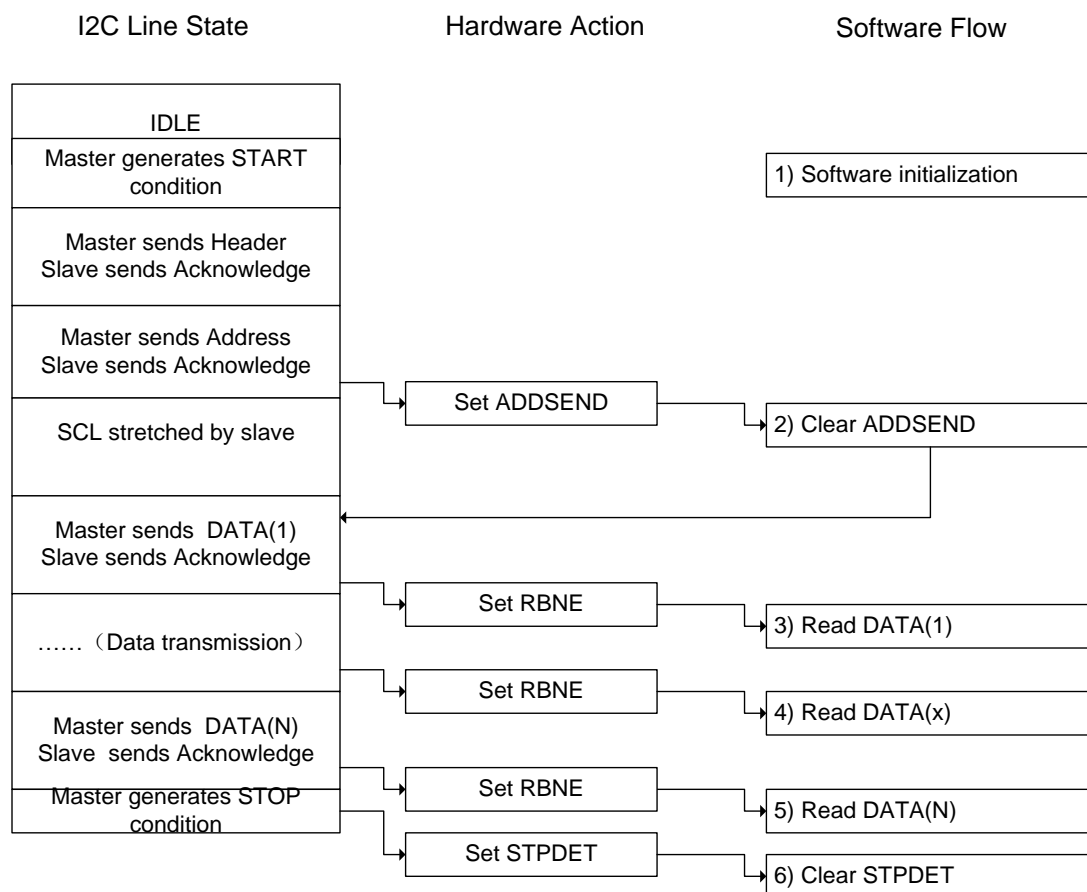 I2C Line State
Hardware Action
Software Flow
IDLE
Master generates START
condition
1) Software initialization
Master sends Header
Slave sends Acknowledge
Master sends Address
Slave sends Acknowledge
Set ADDSEND
2) Clear ADDSEND
SCL stretched by slave
Master sends  DATA(1)
Slave sends Acknowledge
Set RBNE
3) Read DATA(1)
……（Data transmission）
Set RBNE
4) Read DATA(x)
Master sends  DATA(N)
Slave  sends Acknowledge
Set RBNE
5) Read DATA(N)
Master generates STOP
condition
Set STPDET
6) Clear STPDET